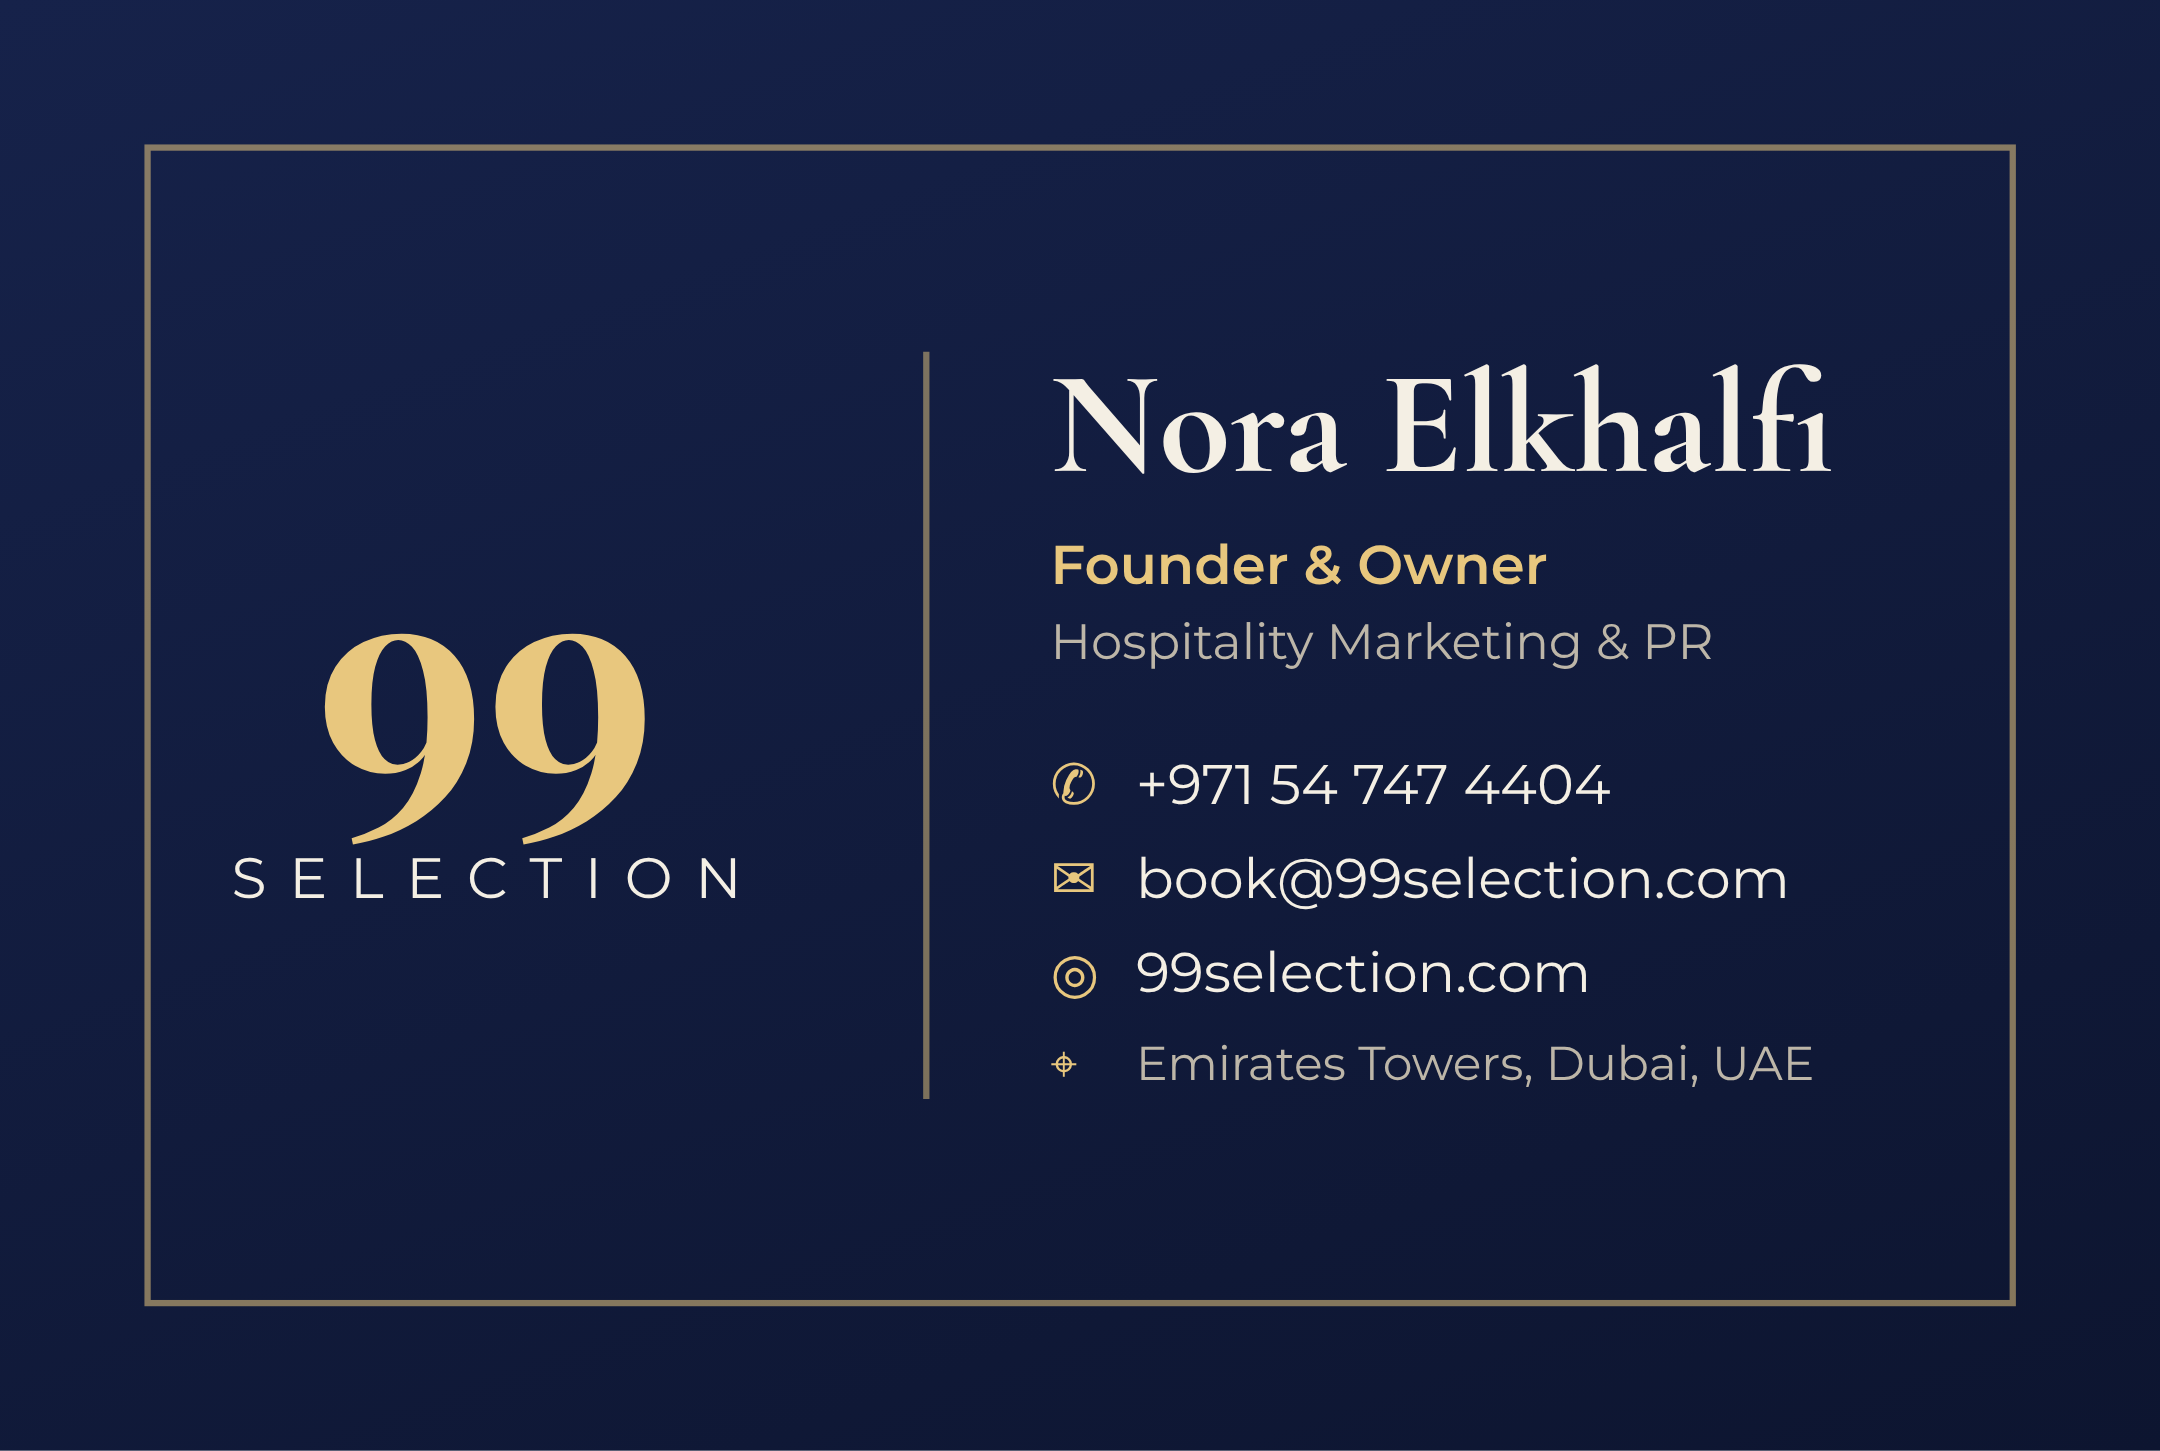 99
SELECTION
Nora Elkhalfi
Founder & Owner
Hospitality Marketing & PR
✆ +971 54 747 4404
✉ book@99selection.com
◎ 99selection.com
⌖ Emirates Towers, Dubai, UAE